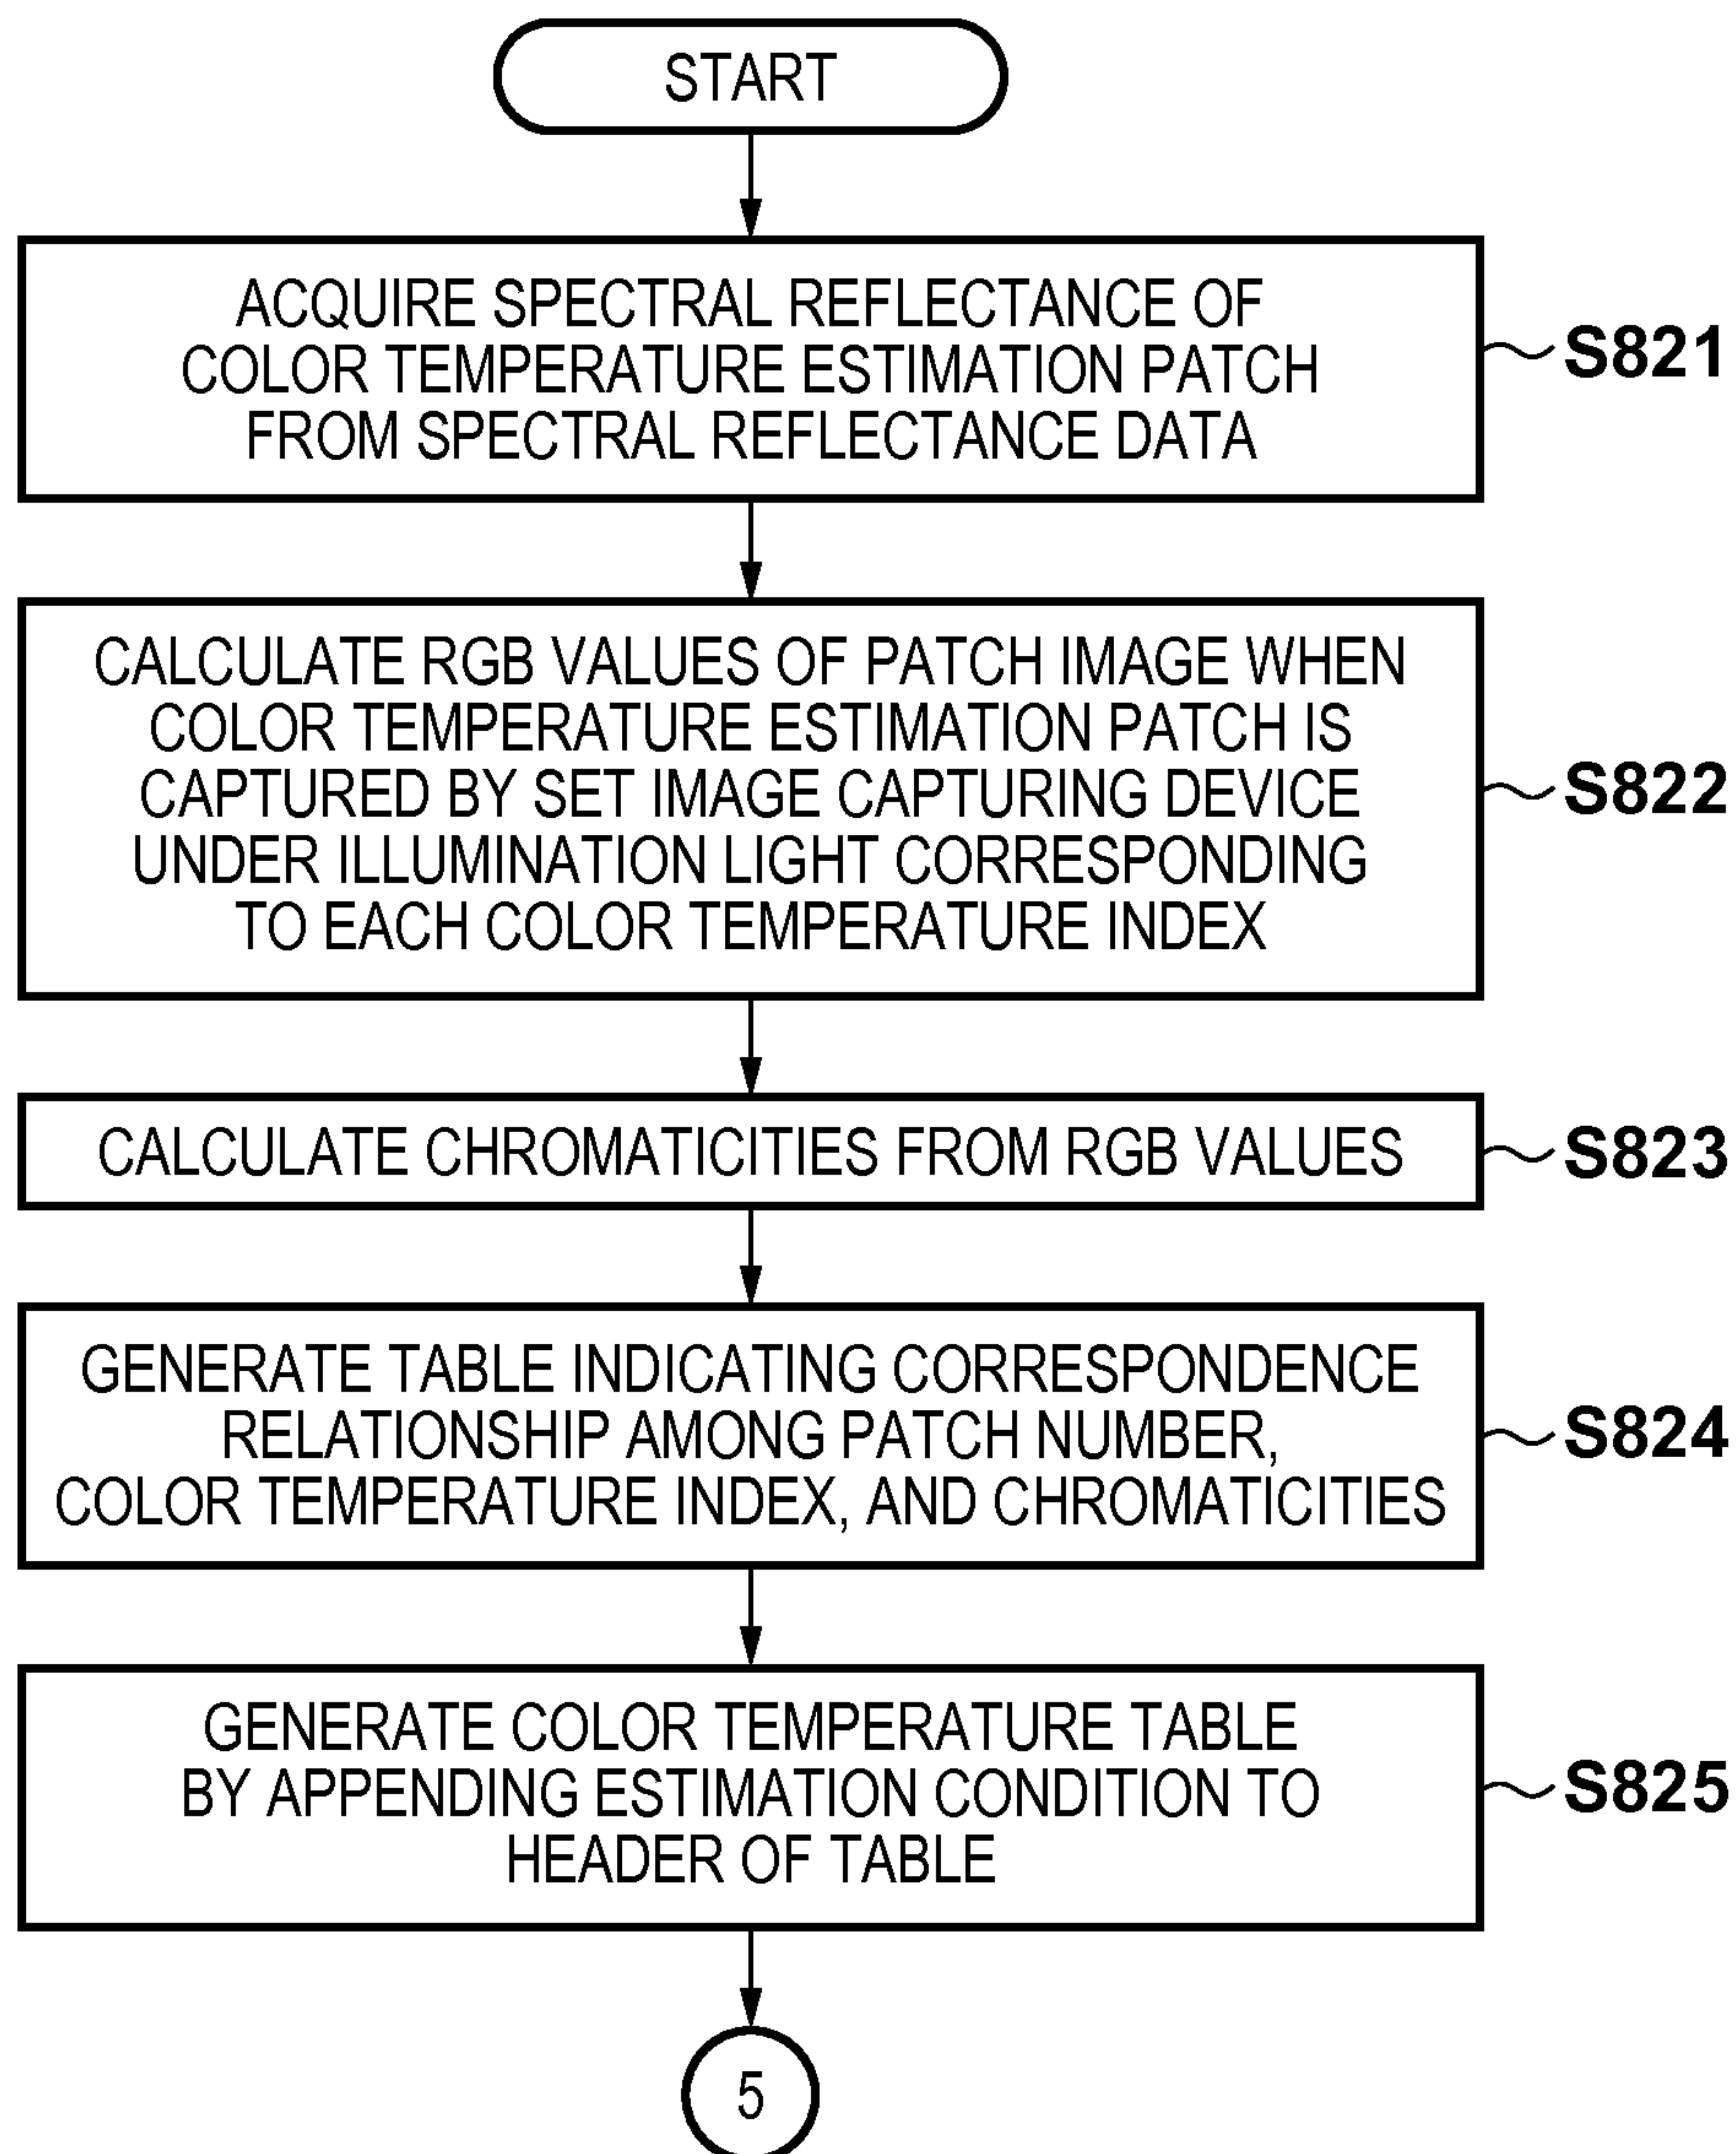 START
ACQUIRE SPECTRAL REFLECTANCE OF
COLOR TEMPERATURE ESTIMATION PATCH
FROM SPECTRAL REFLECTANCE DATA
S821
CALCULATE RGB VALUES OF PATCH IMAGE WHEN
COLOR TEMPERATURE ESTIMATION PATCH IS
CAPTURED BY SET IMAGE CAPTURING DEVICE
UNDER ILLUMINATION LIGHT CORRESPONDING
TO EACH COLOR TEMPERATURE INDEX
S822
CALCULATE CHROMATICITIES FROM RGB VALUES
S823
GENERATE TABLE INDICATING CORRESPONDENCE
RELATIONSHIP AMONG PATCH NUMBER,
COLOR TEMPERATURE INDEX, AND CHROMATICITIES
S824
GENERATE COLOR TEMPERATURE TABLE
BY APPENDING ESTIMATION CONDITION TO
HEADER OF TABLE
S825
5